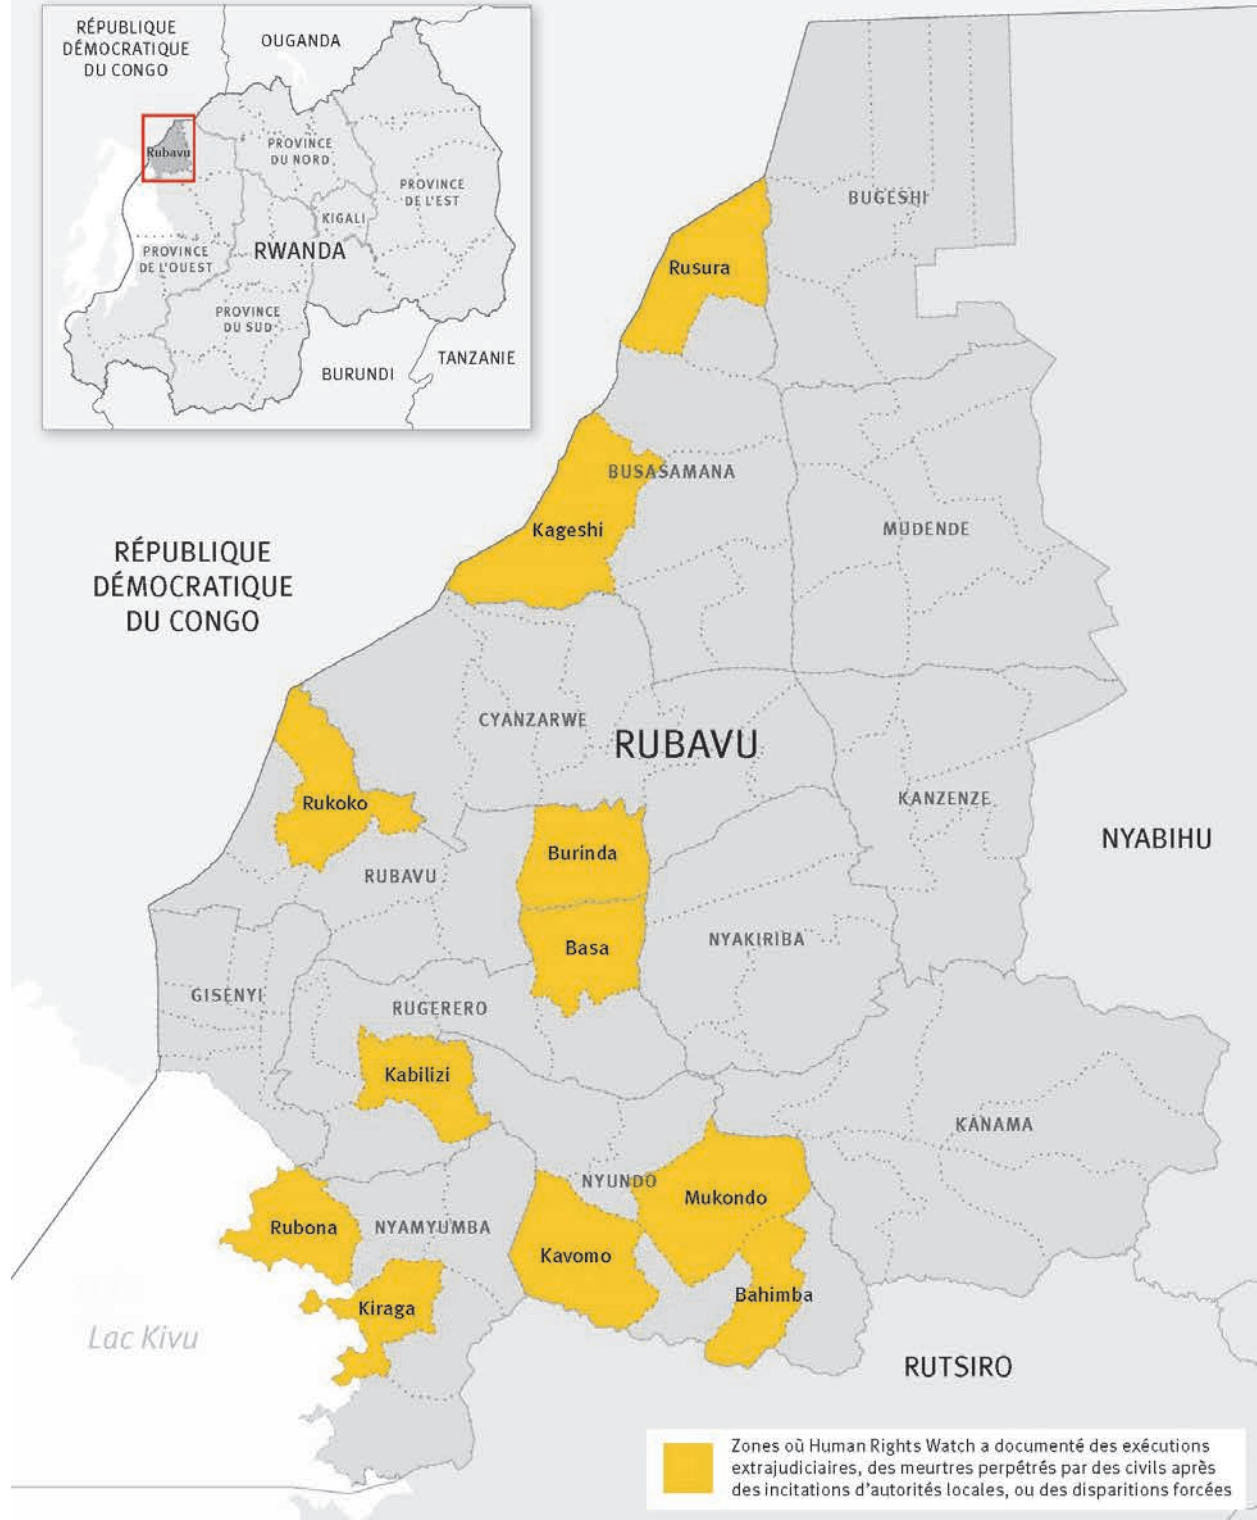 RÉPUBLIQUE
DÉMOCRATIQUE
DU CONGO
OUGANDA
Rubavu
PROVINCE
DU NORD
PROVINCE
DE L'EST
KIGALI
PROVINCE
DE L'OUEST
RWANDA
PROVINCE
DU SUD
BURUNDI
TANZANIE
BUGESHI
Rusura
BUSASAMANA
Kageshi
MUDENDE
RÉPUBLIQUE
DÉMOCRATIQUE
DU CONGO
CYANZARWE
RUBAVU
Rukoko
KANZENZE
NYABIHU
Burinda
RUBAVU
Basa
NYAKIRIBA
GISENYI
RUGERERO
Kabilizi
KANAMA
NYUNDO
Mukondo
Rubona
NYAMYUMBA
Kavomo
Bahimba
Kiraga
Lac Kivu
RUTSIRO
Zones où Human Rights Watch a documenté des exécutions
extrajudiciaires, des meurtres perpétrés par des civils après
des incitations d'autorités locales, ou des disparitions forcées